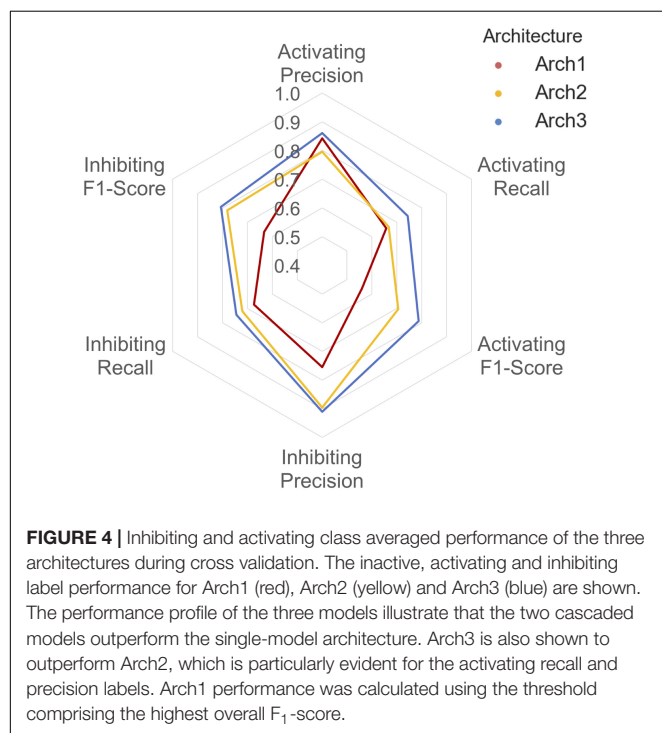 Architecture
Arch1
Arch2
Arch3
Activating
Precision
1.0
0.9
0.8
0.7
0.6
0.5
0.4
Inhibiting
F1-Score
Activating
Recall
Inhibiting
Recall
Activating
F1-Score
Inhibiting
Precision
FIGURE 4 | Inhibiting and activating class averaged performance of the three
architectures during cross validation. The inactive, activating and inhibiting
label performance for Arch1 (red), Arch2 (yellow) and Arch3 (blue) are shown.
The performance profile of the three models illustrate that the two cascaded
models outperform the single-model architecture. Arch3 is also shown to
outperform Arch2, which is particularly evident for the activating recall and
precision labels. Arch1 performance was calculated using the threshold
comprising the highest overall F₁-score.